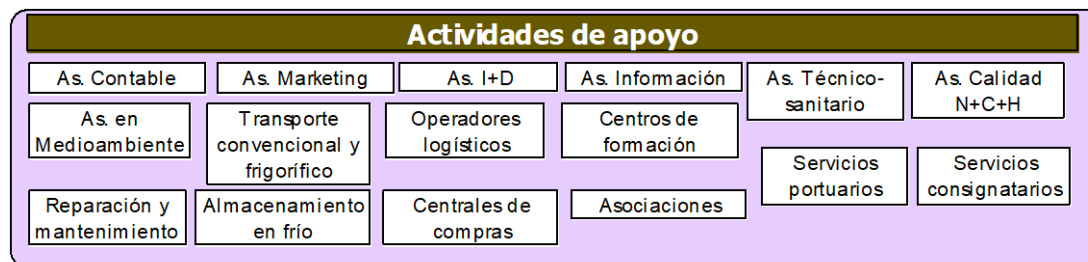 Actividades de apoyo
As. Contable
As. Marketing
As. I+D
As. Información
As. Técnico-
sanitario
As. Calidad
N+C+H
As. en
Medioambiente
Transporte
convencional y
frigorífico
Operadores
logísticos
Centros de
formación
Servicios
portuarios
Servicios
consignatarios
Reparación y
mantenimiento
Almacenamiento
en frío
Centrales de
compras
Asociaciones